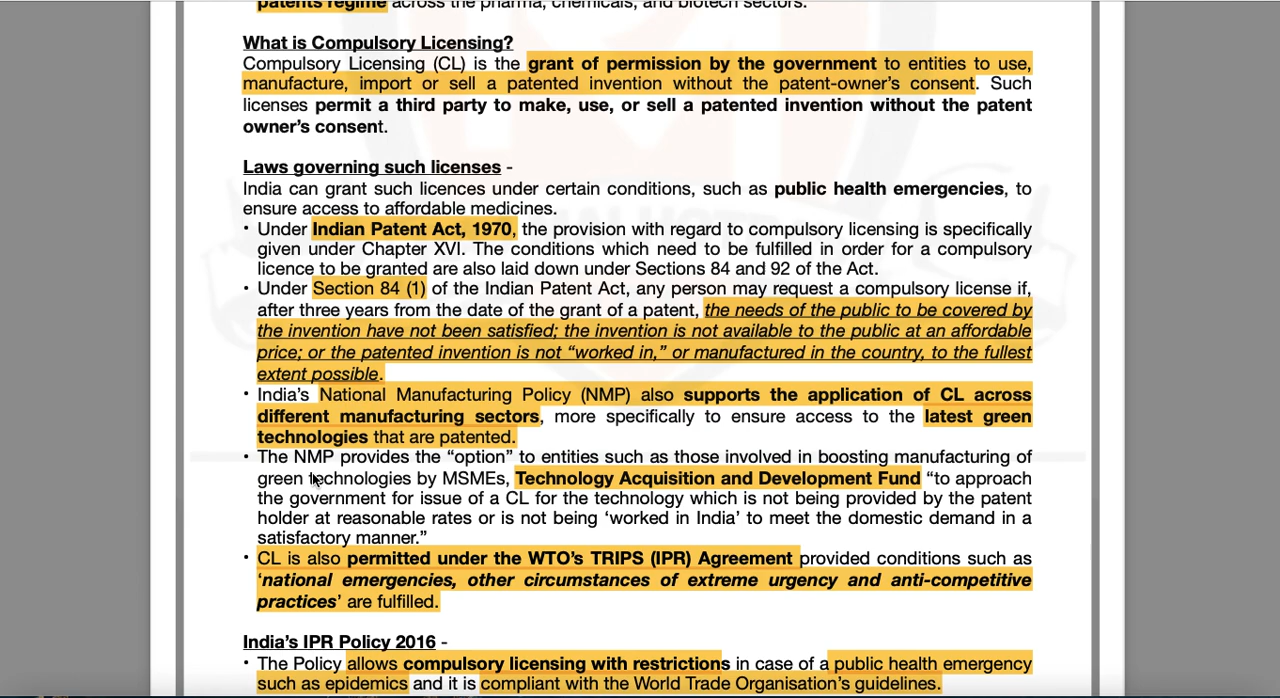 patents regime across the pharma, chemicals, and biotech sectors.
What is Compulsory Licensing?
Compulsory Licensing (CL) is the grant of permission by the government to entities to use,
manufacture, import or sell a patented invention without the patent-owner's consent. Such
licenses permit a third party to make, use, or sell a patented invention without the patent
owner's consent.
Laws governing such licenses -
India can grant such licences under certain conditions, such as public health emergencies, to
ensure access to affordable medicines.
• Under Indian Patent Act, 1970, the provision with regard to compulsory licensing is specifically
given under Chapter XVI. The conditions which need to be fulfilled in order for a compulsory
licence to be granted are also laid down under Sections 84 and 92 of the Act.
• Under Section 84 (1) of the Indian Patent Act, any person may request a compulsory license if,
after three years from the date of the grant of a patent, the needs of the public to be covered by
the invention have not been satisfied; the invention is not available to the public at an affordable
price; or the patented invention is not “worked in,” or manufactured in the country, to the fullest
extent possible.
• India's National Manufacturing Policy (NMP) also supports the application of CL across
different manufacturing sectors, more specifically to ensure access to the latest green
technologies that are patented.
• The NMP provides the “option” to entities such as those involved in boosting manufacturing of
green technologies by MSMEs, Technology Acquisition and Development Fund “to approach
the government for issue of a CL for the technology which is not being provided by the patent
holder at reasonable rates or is not being ‘worked in India’ to meet the domestic demand in a
satisfactory manner.”
• CL is also permitted under the WTO's TRIPS (IPR) Agreement provided conditions such as
‘national emergencies, other circumstances of extreme urgency and anti-competitive
practices’ are fulfilled.
India's IPR Policy 2016 -
• The Policy allows compulsory licensing with restrictions in case of a public health emergency
such as epidemics and it is compliant with the World Trade Organisation's guidelines.